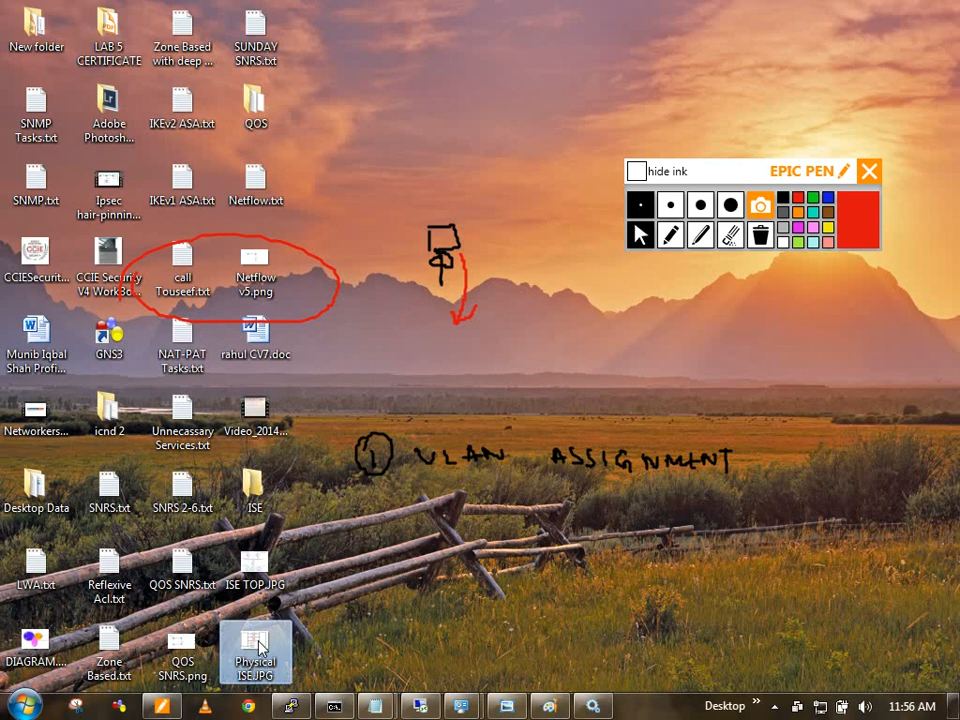 New folder
LAB 5
CERTIFICATE
Zone Based
with deep ...
SUNDAY
SNRS.txt
SNMP
Tasks.txt
Adobe
Photosh...
IKEv2 ASA.txt
QOS
SNMP.txt
Ipsec
hair-pinnin...
IKEv1 ASA.txt
Netflow.txt
CCIESecurit...
CCIE Security
V4 WorkBo...
call
Touseef.txt
Netflow
v5.png
Munib Iqbal
Shah Profi...
GNS3
NAT-PAT
Tasks.txt
rahul CV7.doc
Networkers...
icnd 2
Unnecassary
Services.txt
Video_2014...
Desktop Data
SNRS.txt
SNRS 2-6.txt
ISE
LWA.txt
Reflexive
Acl.txt
QOS SNRS.txt
ISE TOP.JPG
DIAGRAM....
Zone
Based.txt
QOS
SNRS.png
Physical
ISE.JPG
hide ink
EPIC PEN
1 VLAN ASSIGNMENT
Desktop
11:56 AM